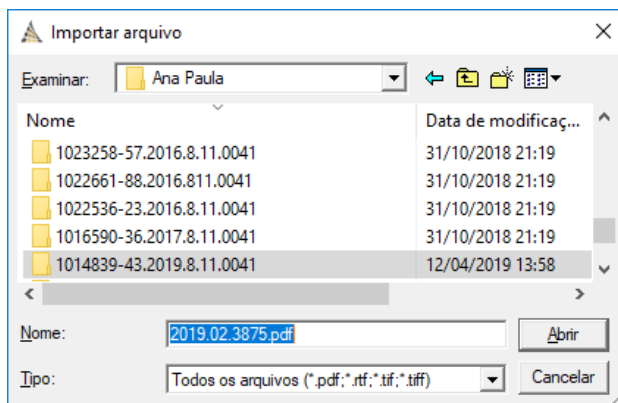 Importar arquivo
Examinar: Ana Paula
Nome Data de modificaç...
1023258-57.2016.8.11.0041 31/10/2018 21:19
1022661-88.2016.811.0041 31/10/2018 21:19
1022536-23.2016.8.11.0041 31/10/2018 21:19
1016590-36.2017.8.11.0041 31/10/2018 21:19
1014839-43.2019.8.11.0041 12/04/2019 13:58
Nome: 2019.02.3875.pdf Abrir
Tipo: Todos os arquivos (*.pdf;*.rtf;*.tif;*.tiff) Cancelar